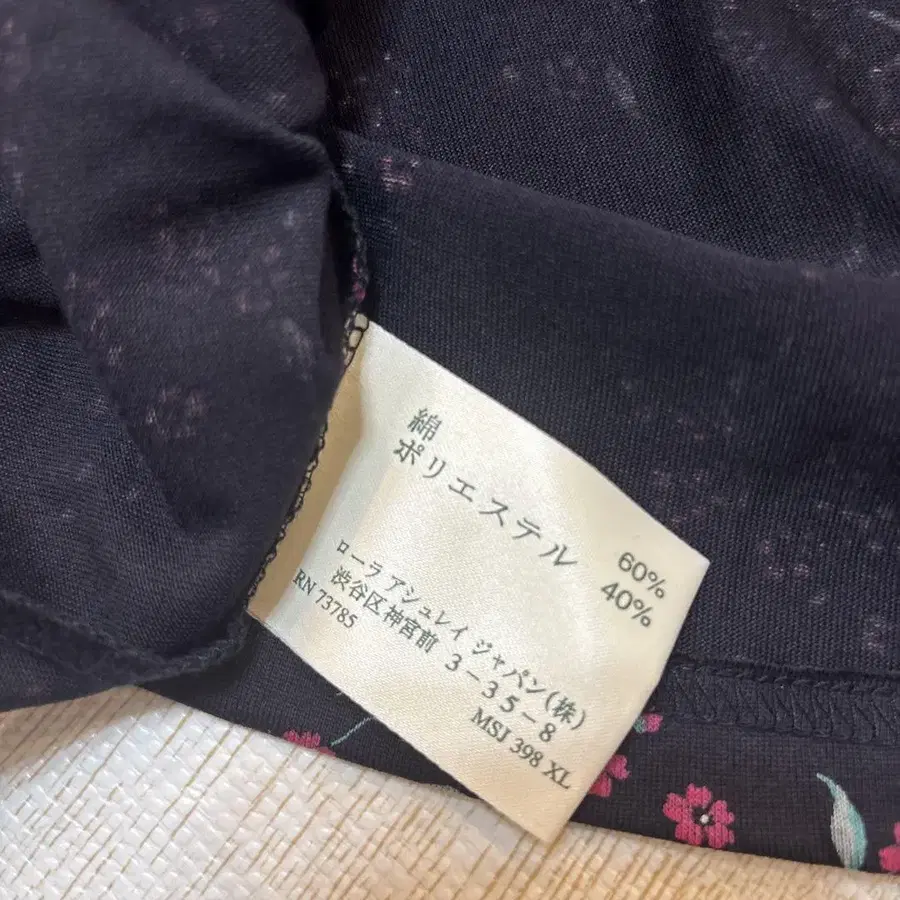 綿 60%
ポリエステル 40%
ローラ アシュレイ ジャパン(株)
渋谷区神宮前 3-35-8
RN 73785 MSJ 398 XL